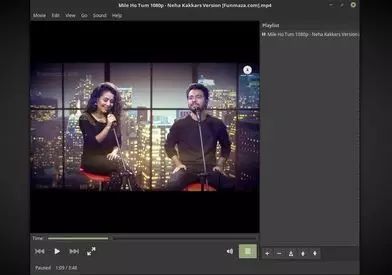 Mile Ho Tum 1080p - Neha Kakkars Version [Funmaza.com].mp4
Movie Edit View Go Sound Help
Playlist
Mile Ho Tum 1080p - Neha Kakkars Version
Time:
Paused 1:09 / 3:48